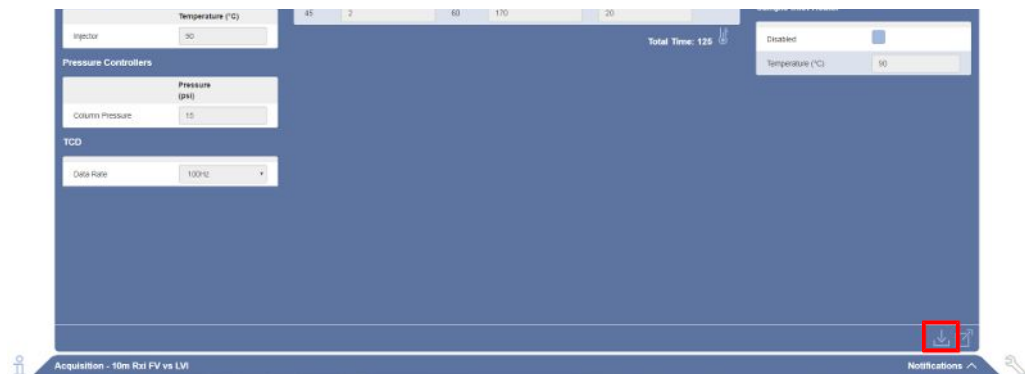 Temperature (°C)
Injector 90
Pressure Controllers
Pressure
(psi)
Column Pressure 15
TCD
Data Rate 100Hz
45 2 60 170 20
Total Time: 125
Disabled
Temperature (°C) 90
Acquisition - 10m Rxi FV vs LVI
Notifications